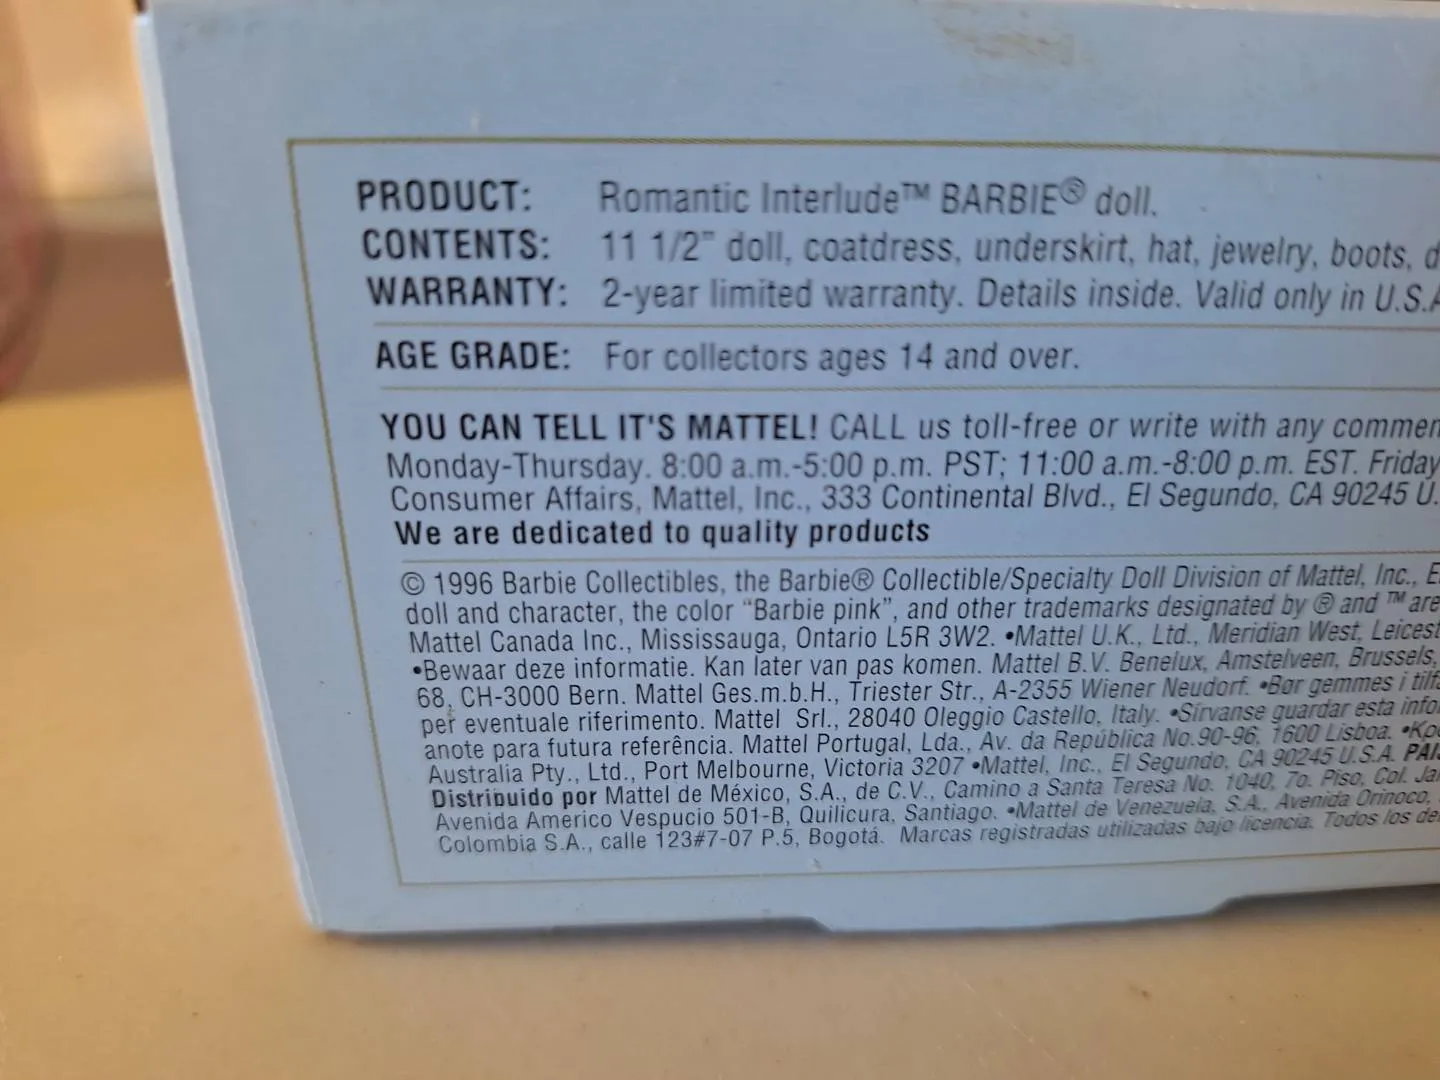 PRODUCT: Romantic Interlude™ BARBIE® doll.
CONTENTS: 11 1/2" doll, coatdress, underskirt, hat, jewelry, boots, d
WARRANTY: 2-year limited warranty. Details inside. Valid only in U.S.A
AGE GRADE: For collectors ages 14 and over.
YOU CAN TELL IT'S MATTEL! CALL us toll-free or write with any commen
Monday-Thursday. 8:00 a.m.-5:00 p.m. PST; 11:00 a.m.-8:00 p.m. EST. Friday
Consumer Affairs, Mattel, Inc., 333 Continental Blvd., El Segundo, CA 90245 U.
We are dedicated to quality products
© 1996 Barbie Collectibles, the Barbie® Collectible/Specialty Doll Division of Mattel, Inc., E
doll and character, the color "Barbie pink", and other trademarks designated by ® and ™ are
Mattel Canada Inc., Mississauga, Ontario L5R 3W2. •Mattel U.K., Ltd., Meridian West, Leicest
•Bewaar deze informatie. Kan later van pas komen. Mattel B.V. Benelux, Amstelveen, Brussels,
68, CH-3000 Bern. Mattel Ges.m.b.H., Triester Str., A-2355 Wiener Neudorf. •Bør gemmes i tilf
per eventuale riferimento. Mattel Srl., 28040 Oleggio Castello, Italy. •Sírvanse guardar esta info
anote para futura referência. Mattel Portugal, Lda., Av. da República No.90-96, 1600 Lisboa.
Australia Pty., Ltd., Port Melbourne, Victoria 3207 •Mattel, Inc., El Segundo, CA 90245 U.S.A. PAI
Distribuido por Mattel de México, S.A., de C.V., Camino a Santa Teresa No. 1040, 7o. Piso, Col. Ja
Avenida Americo Vespucio 501-B, Quilicura, Santiago. •Mattel de Venezuela, S.A., Avenida Orinoco,
Colombia S.A., calle 123#7-07 P.5, Bogotá. Marcas registradas utilizadas bajo licencia. Todos los de